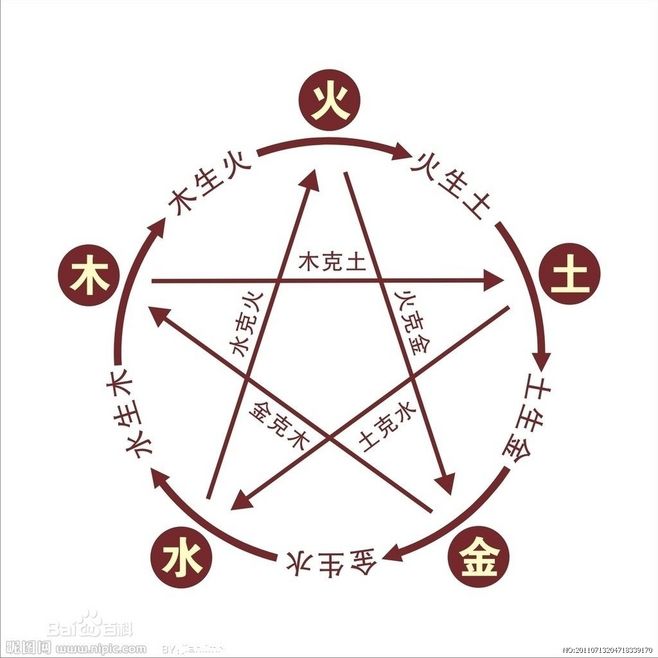 火
木生火
火生土
木
木克土
土
水克火
火克金
水生木
土生金
金克木
土克水
水
金生水
金
Bai百科
昵图网 www.nipic.com
BY:
NO:20110713204718339170